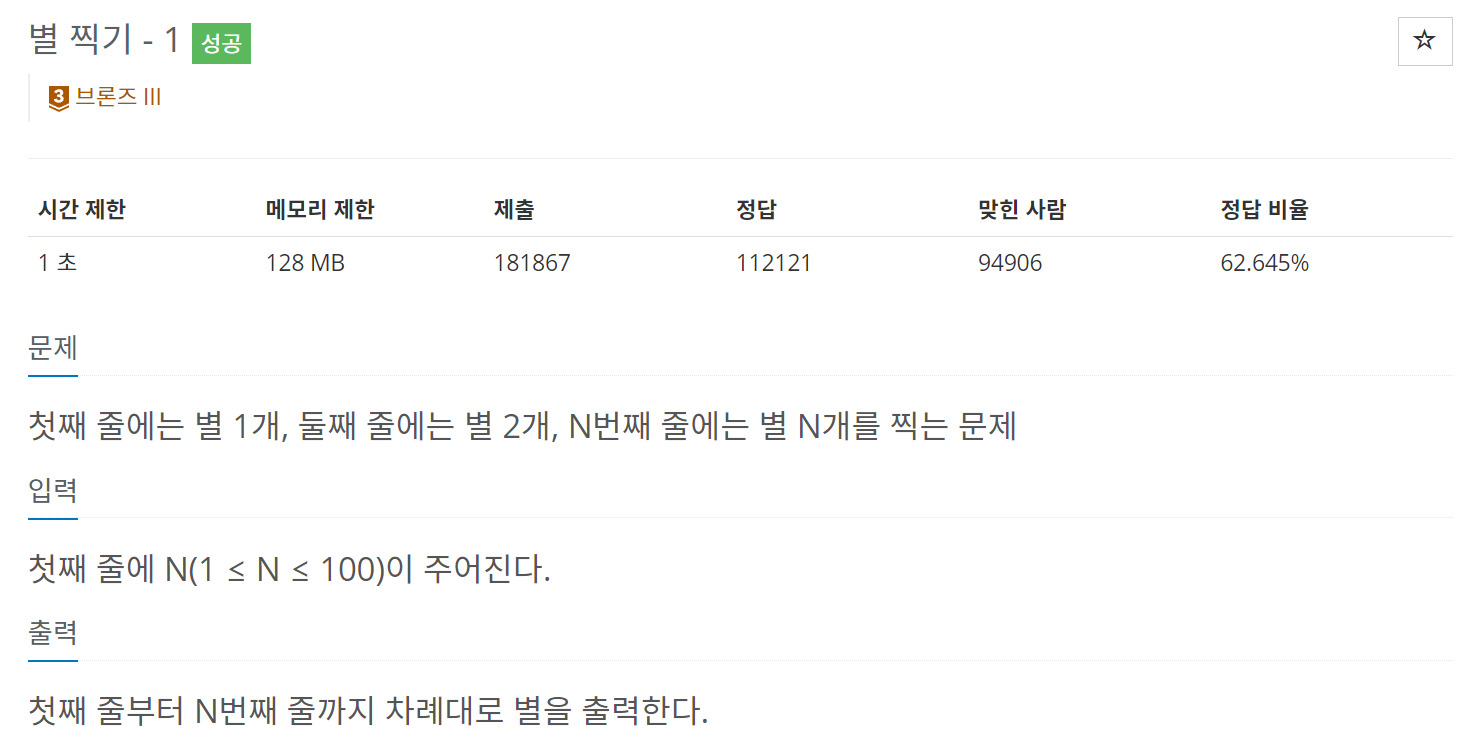 별 찍기 - 1 성공
3 브론즈 III
시간 제한 메모리 제한 제출 정답 맞힌 사람 정답 비율
1 초 128 MB 181867 112121 94906 62.645%
문제
첫째 줄에는 별 1개, 둘째 줄에는 별 2개, N번째 줄에는 별 N개를 찍는 문제
입력
첫째 줄에 N(1 ≤ N ≤ 100)이 주어진다.
출력
첫째 줄부터 N번째 줄까지 차례대로 별을 출력한다.